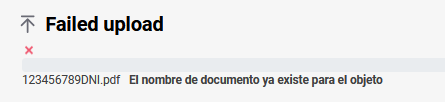 Failed upload
123456789DNI.pdf El nombre de documento ya existe para el objeto